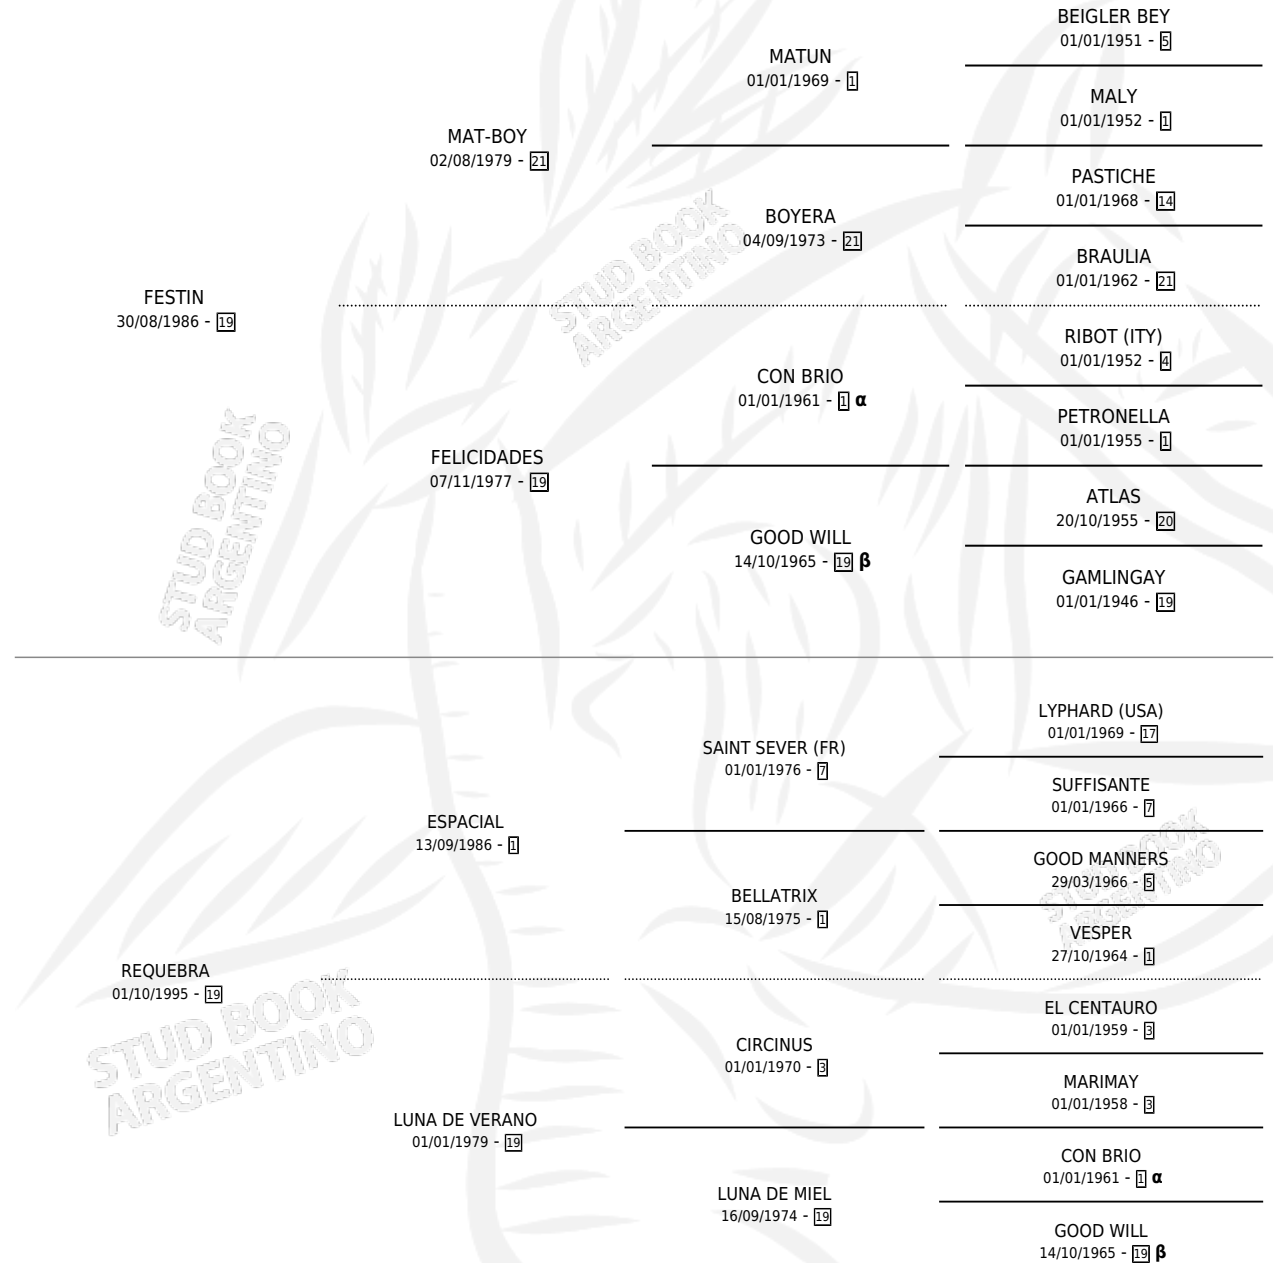 BEIGLER BEY
01/01/1951 - 5
MATUN
01/01/1969 - 1
MALY
01/01/1952 - 1
MAT-BOY
02/08/1979 - 21
PASTICHE
01/01/1968 - 14
BOYERA
04/09/1973 - 21
BRAULIA
01/01/1962 - 21
FESTIN
30/08/1986 - 19
RIBOT (ITY)
01/01/1952 - 4
CON BRIO
01/01/1961 - 1 α
PETRONELLA
01/01/1955 - 1
FELICIDADES
07/11/1977 - 19
ATLAS
20/10/1955 - 20
GOOD WILL
14/10/1965 - 19 β
GAMLINGAY
01/01/1946 - 19
STUD BOOK
ARGENTINO
STUD BOOK
ARGENTINO
LYPHARD (USA)
01/01/1969 - 17
SAINT SEVER (FR)
01/01/1976 - 7
SUFFISANTE
01/01/1966 - 7
ESPACIAL
13/09/1986 - 1
GOOD MANNERS
29/03/1966 - 5
BELLATRIX
15/08/1975 - 1
VESPER
27/10/1964 - 1
REQUEBRA
01/10/1995 - 19
EL CENTAURO
01/01/1959 - 3
CIRCINUS
01/01/1970 - 3
MARIMAY
01/01/1958 - 3
LUNA DE VERANO
01/01/1979 - 19
CON BRIO
01/01/1961 - 1 α
LUNA DE MIEL
16/09/1974 - 19
GOOD WILL
14/10/1965 - 19 β
STUD BOOK
ARGENTINO
STUD BOOK
ARGENTINO